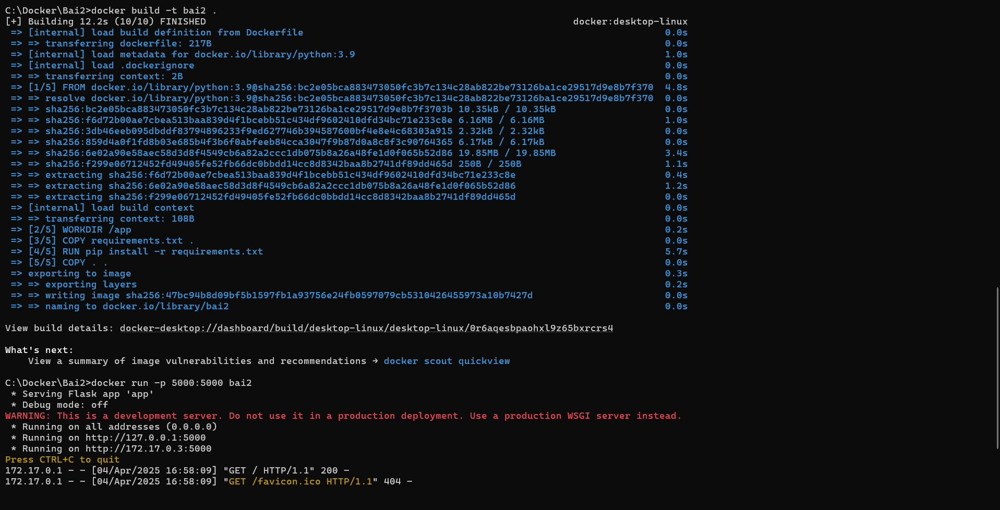 C:\Docker\Bai2>docker build -t bai2 .
[+] Building 12.2s (10/10) FINISHED docker:desktop-linux
=> [internal] load build definition from Dockerfile 0.0s
=> => transferring dockerfile: 217B 0.0s
=> [internal] load metadata for docker.io/library/python:3.9 1.0s
=> [internal] load .dockerignore 0.0s
=> => transferring context: 2B 0.0s
=> [1/5] FROM docker.io/library/python:3.9@sha256:bc2e05bca883473050fc3b7c134c28ab822be73126ba1ce29517d9e8b7f370 4.8s
=> => resolve docker.io/library/python:3.9@sha256:bc2e05bca883473050fc3b7c134c28ab822be73126ba1ce29517d9e8b7f370 0.0s
=> => sha256:bc2e05bca883473050fc3b7c134c28ab822be73126ba1ce29517d9e8b7f3703b 10.35kB / 10.35kB 0.0s
=> => sha256:f6d72b00ae7cbea513baa839d4f1bcebb51c434df9602410dfd34bc71e233c8e 6.16MB / 6.16MB 1.0s
=> => sha256:3db46eeb095dbddf83794896233f9ed627746b394587600bf4e8e4c68303a915 2.32kB / 2.32kB 0.0s
=> => sha256:859d4a0f1fd8b03e685b4f3b6f0abfeeb84cca3047f9b87d0a8c8f3c90764365 6.17kB / 6.17kB 0.0s
=> => sha256:6e02a90e58aec58d3d8f4549cb6a82a2ccc1db075b8a26a48fe1d0f065b52d86 19.85MB / 19.85MB 3.4s
=> => sha256:f299e06712452fd49405fe52fb66dc0bbdd14cc8d8342baa8b2741df89dd465d 250B / 250B 1.1s
=> => extracting sha256:f6d72b00ae7cbea513baa839d4f1bcebb51c434df9602410dfd34bc71e233c8e 0.4s
=> => extracting sha256:6e02a90e58aec58d3d8f4549cb6a82a2ccc1db075b8a26a48fe1d0f065b52d86 1.2s
=> => extracting sha256:f299e06712452fd49405fe52fb66dc0bbdd14cc8d8342baa8b2741df89dd465d 0.0s
=> [internal] load build context 0.0s
=> => transferring context: 108B 0.0s
=> [2/5] WORKDIR /app 0.2s
=> [3/5] COPY requirements.txt . 0.0s
=> [4/5] RUN pip install -r requirements.txt 5.7s
=> [5/5] COPY . . 0.0s
=> exporting to image 0.3s
=> => exporting layers 0.2s
=> => writing image sha256:47bc94b8d09bf5b1597fb1a93756e24fb0597079cb5310426455973a10b7427d 0.0s
=> => naming to docker.io/library/bai2 0.0s
View build details: docker-desktop://dashboard/build/desktop-linux/desktop-linux/0r6aqesbpaohxl9z65bxrcrs4
What's next:
View a summary of image vulnerabilities and recommendations → docker scout quickview
C:\Docker\Bai2>docker run -p 5000:5000 bai2
* Serving Flask app 'app'
* Debug mode: off
WARNING: This is a development server. Do not use it in a production deployment. Use a production WSGI server instead.
* Running on all addresses (0.0.0.0)
* Running on http://127.0.0.1:5000
* Running on http://172.17.0.3:5000
Press CTRL+C to quit
172.17.0.1 - - [04/Apr/2025 16:58:09] "GET / HTTP/1.1" 200 -
172.17.0.1 - - [04/Apr/2025 16:58:09] "GET /favicon.ico HTTP/1.1" 404 -